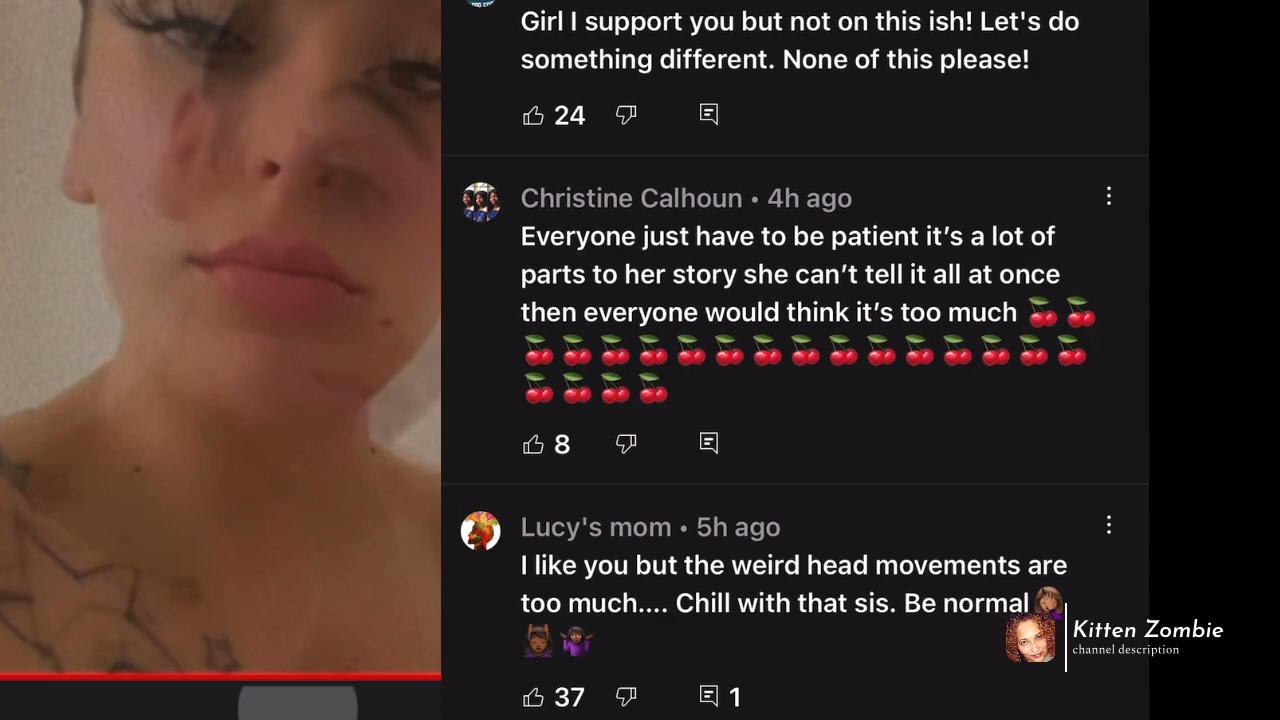 Girl I support you but not on this ish! Let's do
something different. None of this please!
24
Christine Calhoun • 4h ago
Everyone just have to be patient it’s a lot of
parts to her story she can’t tell it all at once
then everyone would think it’s too much 🍒🍒
🍒🍒🍒🍒🍒🍒🍒🍒🍒🍒🍒🍒🍒🍒🍒
🍒🍒🍒🍒
8
Lucy's mom • 5h ago
I like you but the weird head movements are
too much.... Chill with that sis. Be normal🤦🏽‍♀️
💆🏾‍♀️🤷🏾‍♀️
37
1
Kitten Zombie
channel description